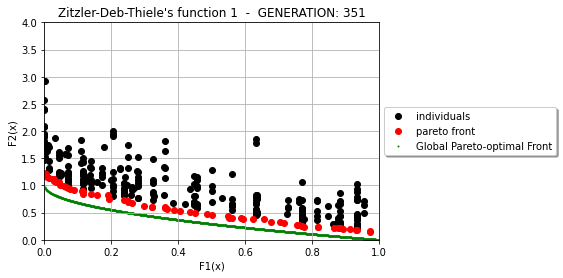 Zitzler-Deb-Thiele's function 1 - GENERATION: 351
4.0
3.5
3.0
2.5
2.0
1.5
1.0
0.5
0.0
F2(x)
0.0 0.2 0.4 0.6 0.8 1.0
F1(x)
individuals
pareto front
Global Pareto-optimal Front